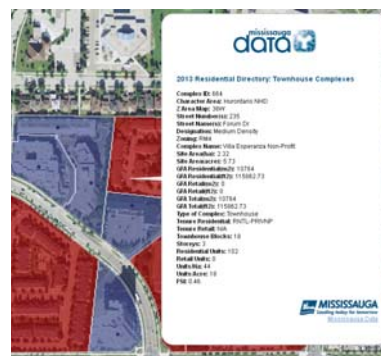 mississauga
data
2013 Residential Directory: Townhouse Complexes
Complex ID: 664
Character Area: Hurontario NHD
Z Area Map: 36W
Street Number(s): 235
Street Name(s): Forum Dr
Designation: Medium Density
Zoning: RM4
Complex Name: Villa Esperanza Non-Profit
Site Area(ha): 2.32
Site Area(acres): 5.73
GFA Residential(m2): 10764
GFA Residential(ft2): 115862.73
GFA Retail(m2): 0
GFA Retail(ft2): 0
GFA Total(m2): 10764
GFA Total(ft2): 115862.73
Type of Complex: Townhouse
Tenure Residential: RNTL-PRVNP
Tenure Retail: N/A
Townhouse Blocks: 18
Storeys: 2
Residential Units: 102
Retail Units: 0
Units/Ha: 44
Units/Acre: 18
FSI: 0.46
MISSISSAUGA
Leading today for tomorrow
Mississauga Data